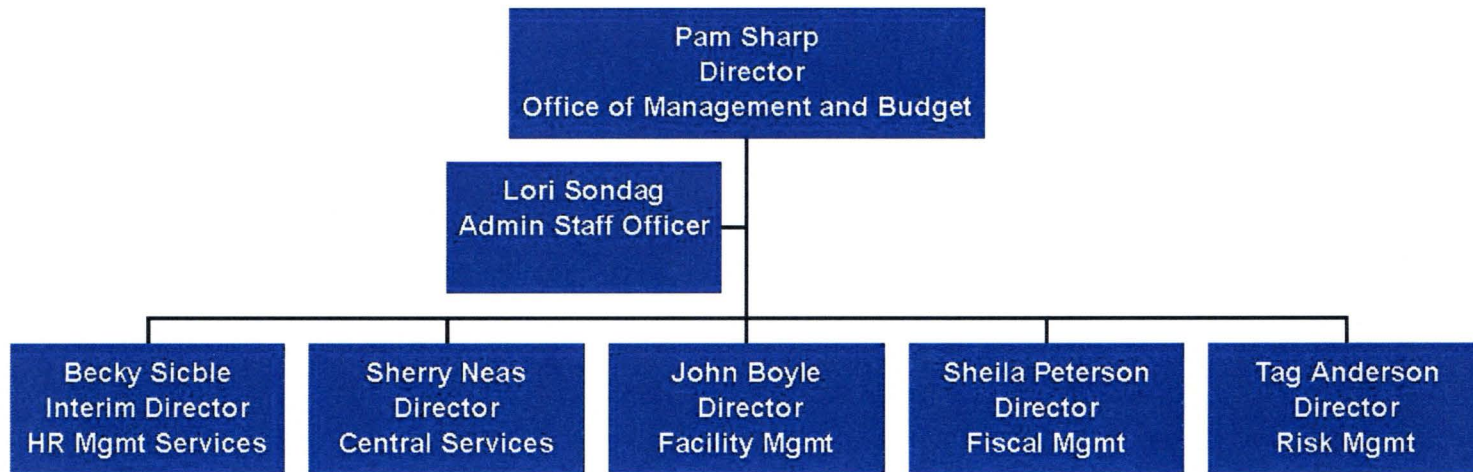 Pam Sharp
Director
Office of Management and Budget
Lori Sondag
Admin Staff Officer
Becky Sicble
Interim Director
HR Mgmt Services
Sherry Neas
Director
Central Services
John Boyle
Director
Facility Mgmt
Sheila Peterson
Director
Fiscal Mgmt
Tag Anderson
Director
Risk Mgmt